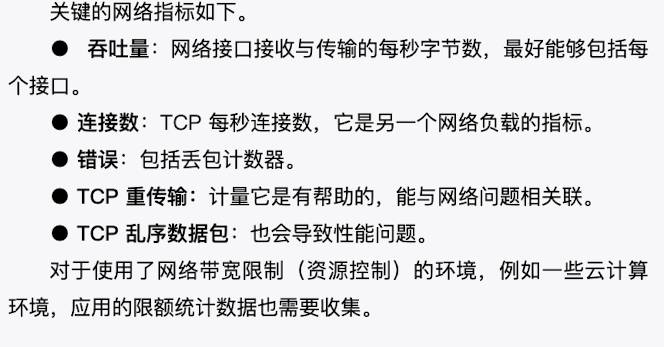 关键的网络指标如下。
● 吞吐量：网络接口接收与传输的每秒字节数，最好能够包括每
个接口。
● 连接数：TCP 每秒连接数，它是另一个网络负载的指标。
● 错误：包括丢包计数器。
● TCP 重传输：计量它是有帮助的，能与网络问题相关联。
● TCP 乱序数据包：也会导致性能问题。
对于使用了网络带宽限制（资源控制）的环境，例如一些云计算
环境，应用的限额统计数据也需要收集。